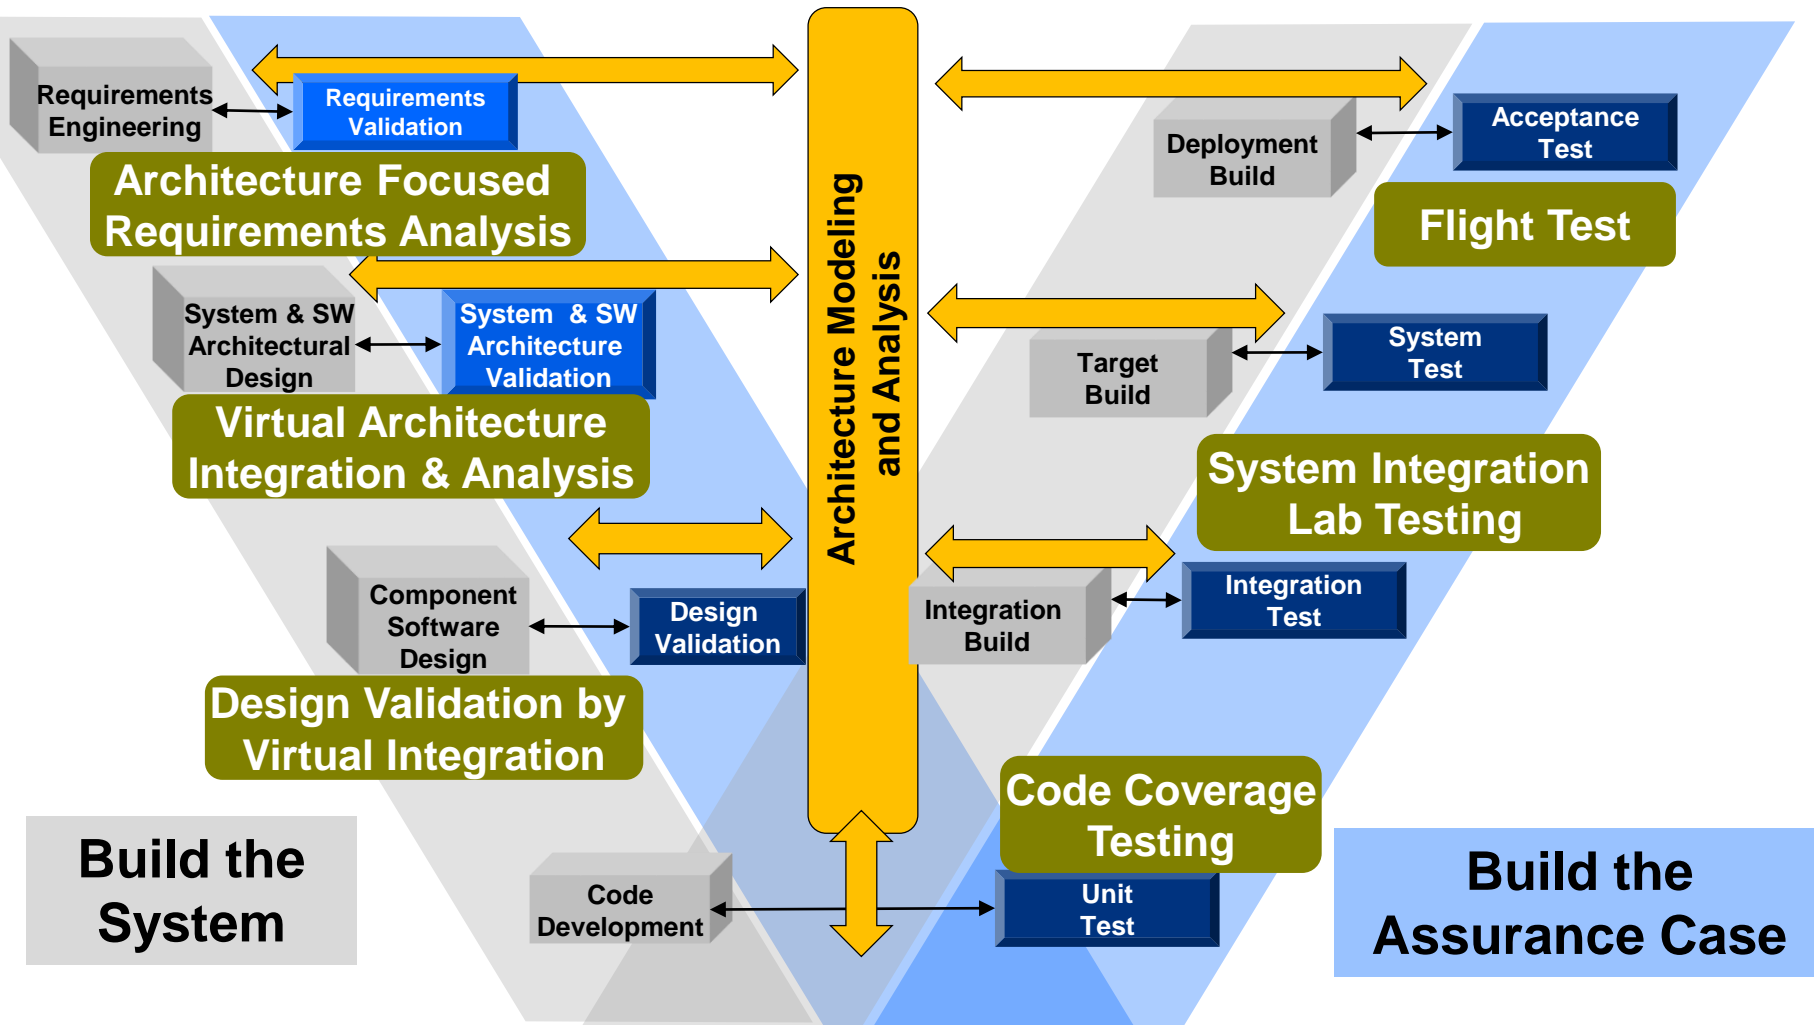 Requirements
Engineering
Requirements
Validation
Architecture Focused
Requirements Analysis
System & SW
Architectural
Design
System & SW
Architecture
Validation
Virtual Architecture
Integration & Analysis
Component
Software
Design
Design
Validation
Design Validation by
Virtual Integration
Build the
System
Code
Development
Architecture Modeling
and Analysis
Deployment
Build
Acceptance
Test
Flight Test
Target
Build
System
Test
System Integration
Lab Testing
Integration
Build
Integration
Test
Code Coverage
Testing
Unit
Test
Build the
Assurance Case